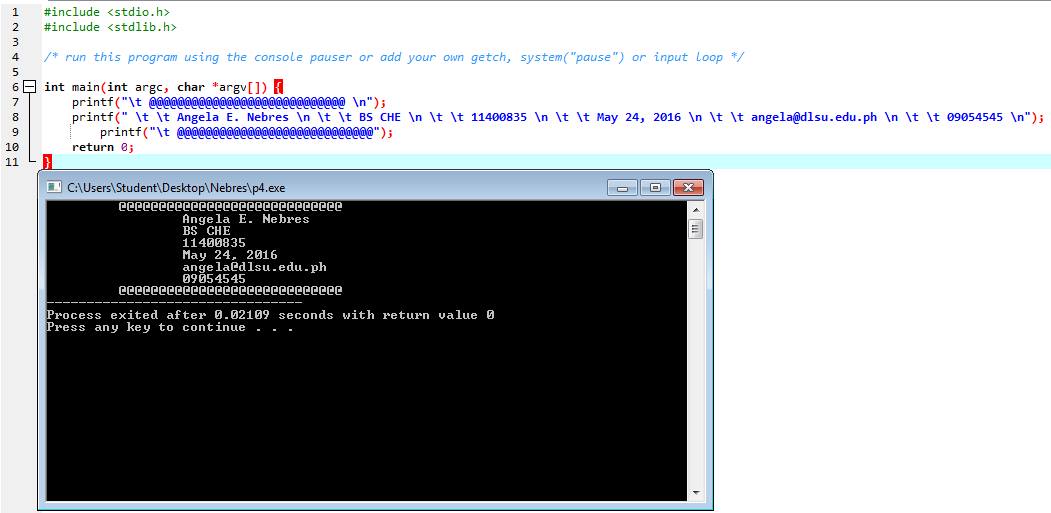 1 #include <stdio.h>
2 #include <stdlib.h>
3
4 /* run this program using the console pauser or add your own getch, system("pause") or input loop */
5
6 int main(int argc, char *argv[]) {
7 printf("\t @@@@@@@@@@@@@@@@@@@@@@@@@@@@ \n");
8 printf(" \t \t Angela E. Nebres \n \t \t BS CHE \n \t \t 11400835 \n \t \t May 24, 2016 \n \t \t angela@dlsu.edu.ph \n \t \t 09054545 \n");
9 printf("\t @@@@@@@@@@@@@@@@@@@@@@@@@@@@");
10 return 0;
11 }
C:\Users\Student\Desktop\Nebres\p4.exe
@@@@@@@@@@@@@@@@@@@@@@@@@@@@
Angela E. Nebres
BS CHE
11400835
May 24, 2016
angela@dlsu.edu.ph
09054545
@@@@@@@@@@@@@@@@@@@@@@@@@@@@
--------------------------------
Process exited after 0.02109 seconds with return value 0
Press any key to continue . . .